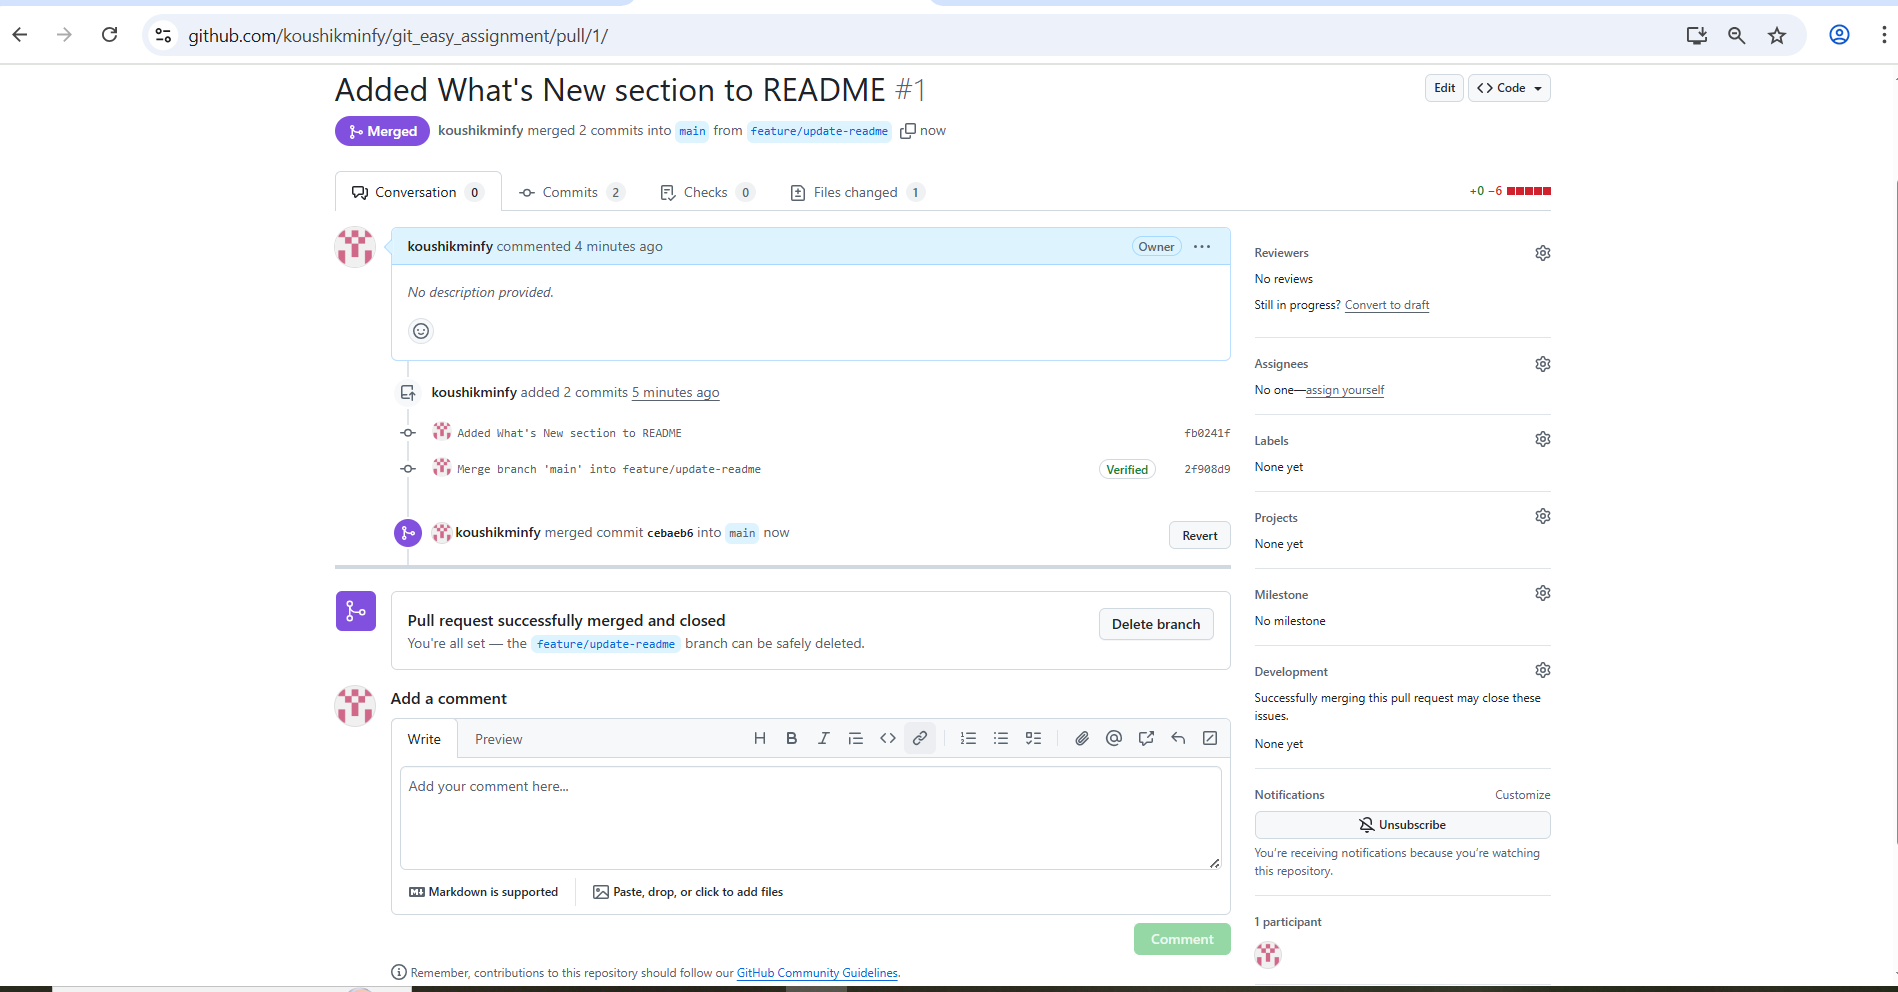 github.com/koushikminfy/git_easy_assignment/pull/1/
Added What's New section to README #1
Edit
Code
Merged
koushikminfy merged 2 commits into main from feature/update-readme now
Conversation 0
Commits 2
Checks 0
Files changed 1
+0 −6
koushikminfy commented 4 minutes ago
Owner
No description provided.
koushikminfy added 2 commits 5 minutes ago
Added What's New section to README fb0241f
Merge branch 'main' into feature/update-readme Verified 2f908d9
koushikminfy merged commit cebaeb6 into main now
Revert
Pull request successfully merged and closed
You're all set — the feature/update-readme branch can be safely deleted.
Delete branch
Add a comment
Write
Preview
Add your comment here...
Markdown is supported
Paste, drop, or click to add files
Comment
Remember, contributions to this repository should follow our GitHub Community Guidelines.
Reviewers
No reviews
Still in progress? Convert to draft
Assignees
No one—assign yourself
Labels
None yet
Projects
None yet
Milestone
No milestone
Development
Successfully merging this pull request may close these
issues.
None yet
Notifications
Customize
Unsubscribe
You're receiving notifications because you're watching
this repository.
1 participant